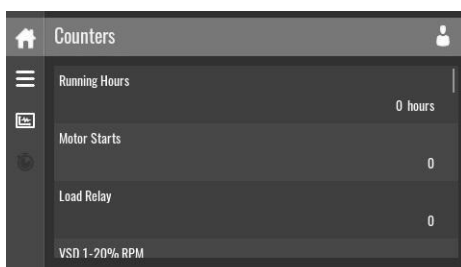 Counters
Running Hours
0 hours
Motor Starts
0
Load Relay
0
VSD 1-20% RPM